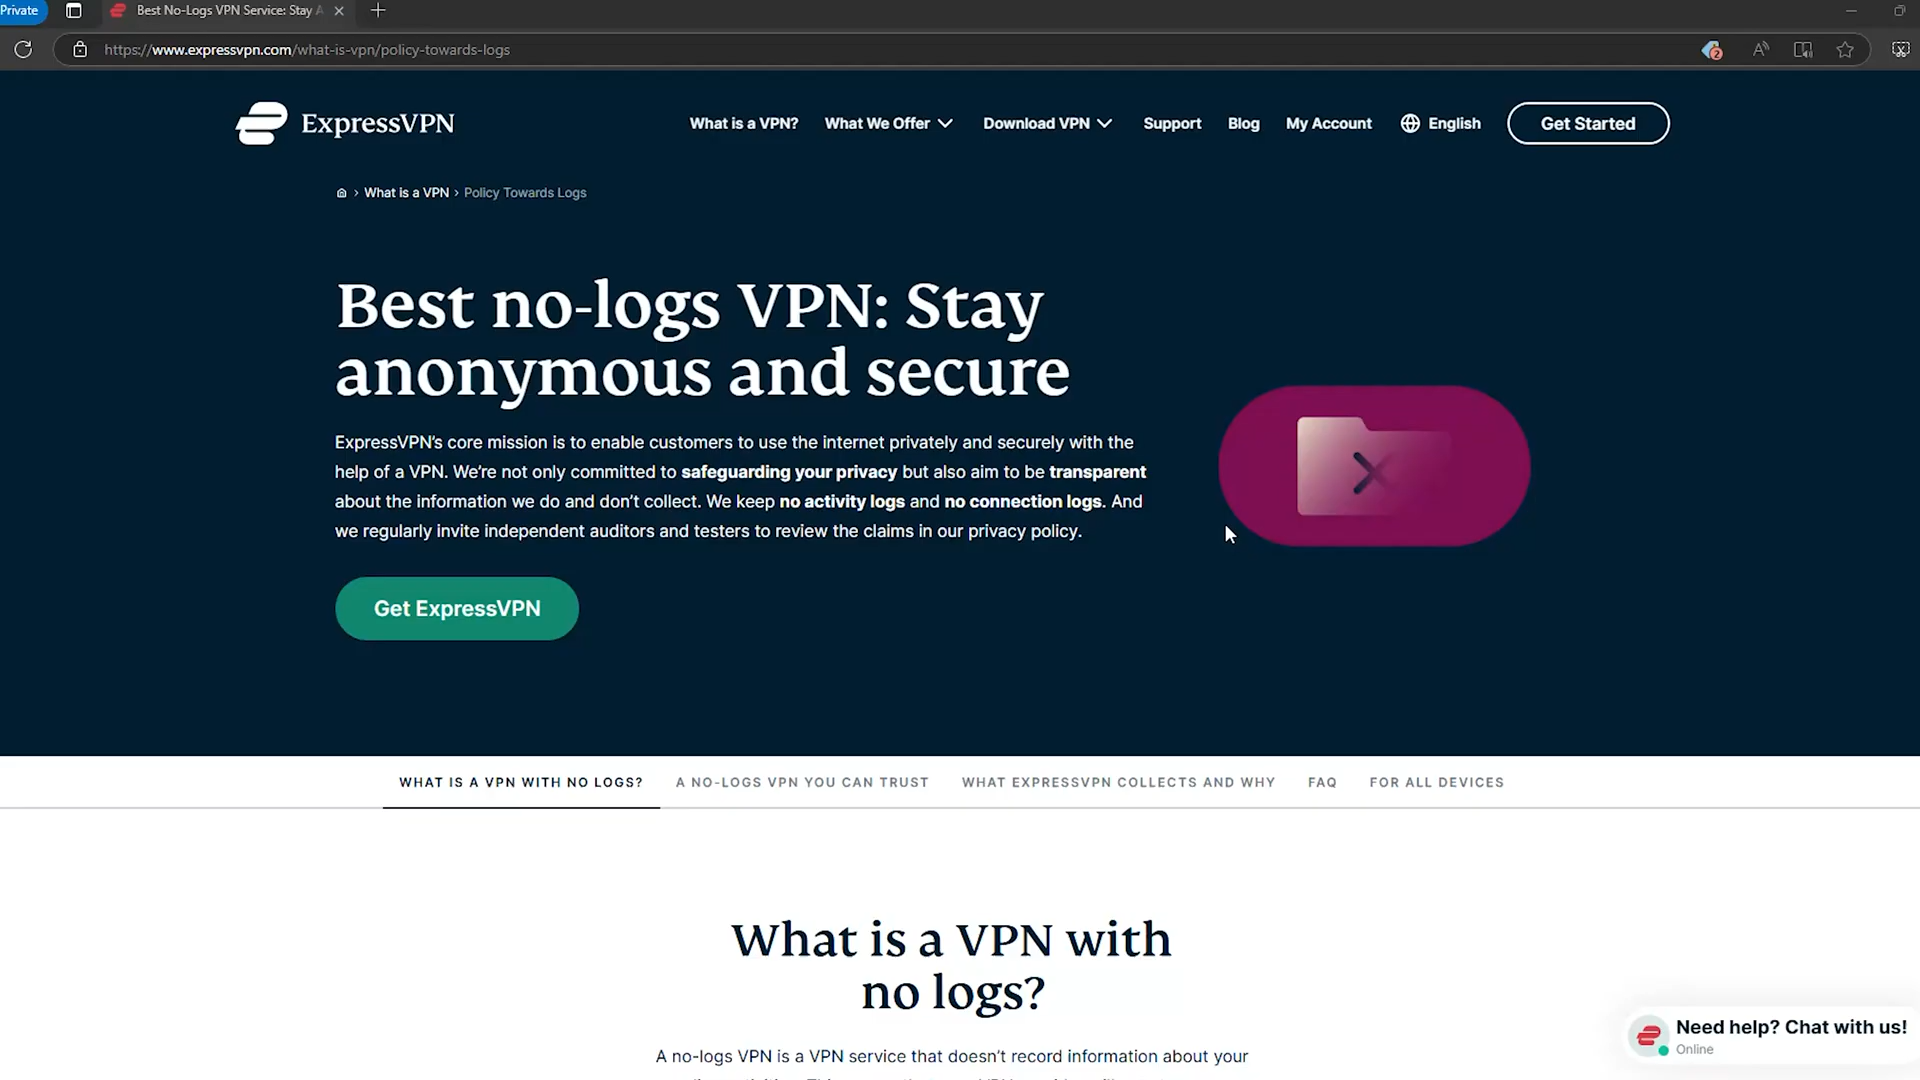 Private
Best No-Logs VPN Service: Stay A
https://www.expressvpn.com/what-is-vpn/policy-towards-logs
2
ExpressVPN
What is a VPN?
What We Offer
Download VPN
Support
Blog
My Account
English
Get Started
What is a VPN › Policy Towards Logs
Best no-logs VPN: Stay
anonymous and secure
ExpressVPN’s core mission is to enable customers to use the internet privately and securely with the
help of a VPN. We’re not only committed to safeguarding your privacy but also aim to be transparent
about the information we do and don’t collect. We keep no activity logs and no connection logs. And
we regularly invite independent auditors and testers to review the claims in our privacy policy.
Get ExpressVPN
WHAT IS A VPN WITH NO LOGS?
A NO-LOGS VPN YOU CAN TRUST
WHAT EXPRESSVPN COLLECTS AND WHY
FAQ
FOR ALL DEVICES
What is a VPN with
no logs?
A no-logs VPN is a VPN service that doesn’t record information about your
Need help? Chat with us!
Online